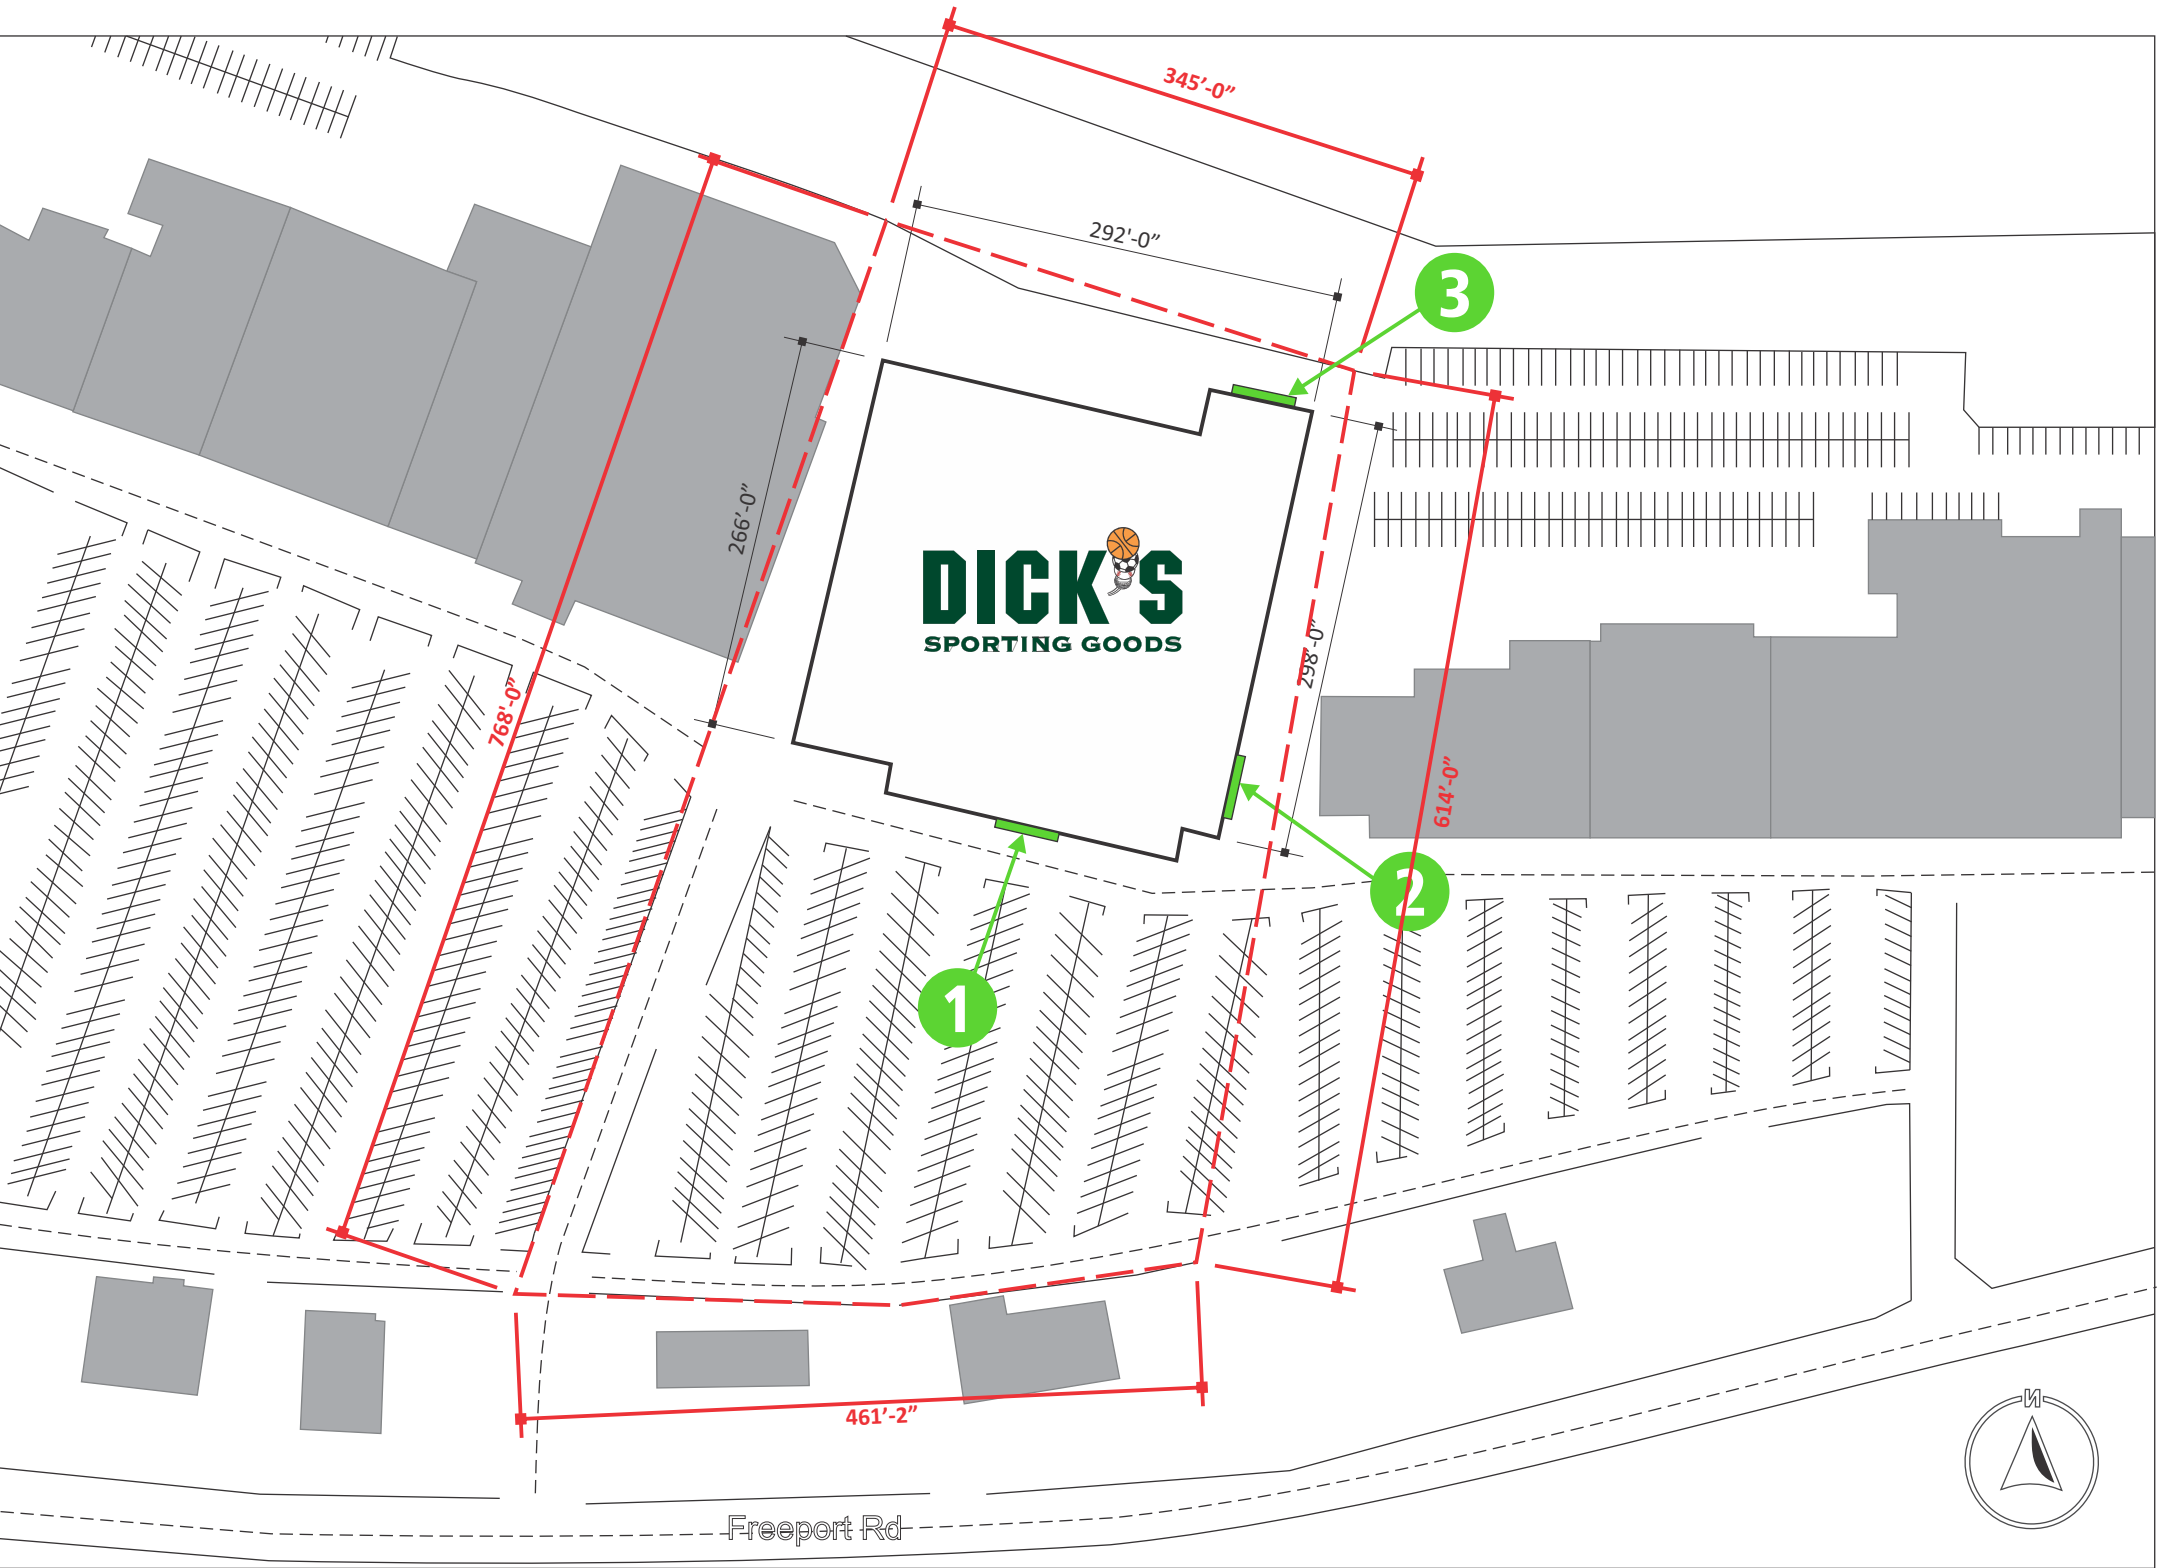 345’-0”
292'-0”
3
266’-0”
DICK'S
SPORTING GOODS
298’-0”
768’-0”
614’-0”
2
1
461’-2”
Freeport Rd
N